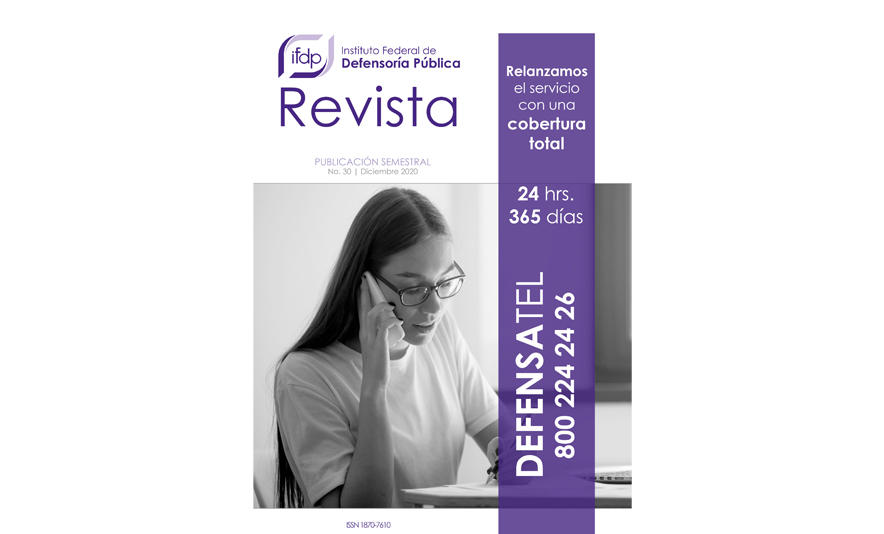 ifdp
Instituto Federal de
Defensoría Pública
Revista
PUBLICACIÓN SEMESTRAL
No. 30 | Diciembre 2020
Relanzamos
el servicio
con una
cobertura
total
24 hrs.
365 días
DEFENSATEL
800 224 24 26
ISSN 1870-7610